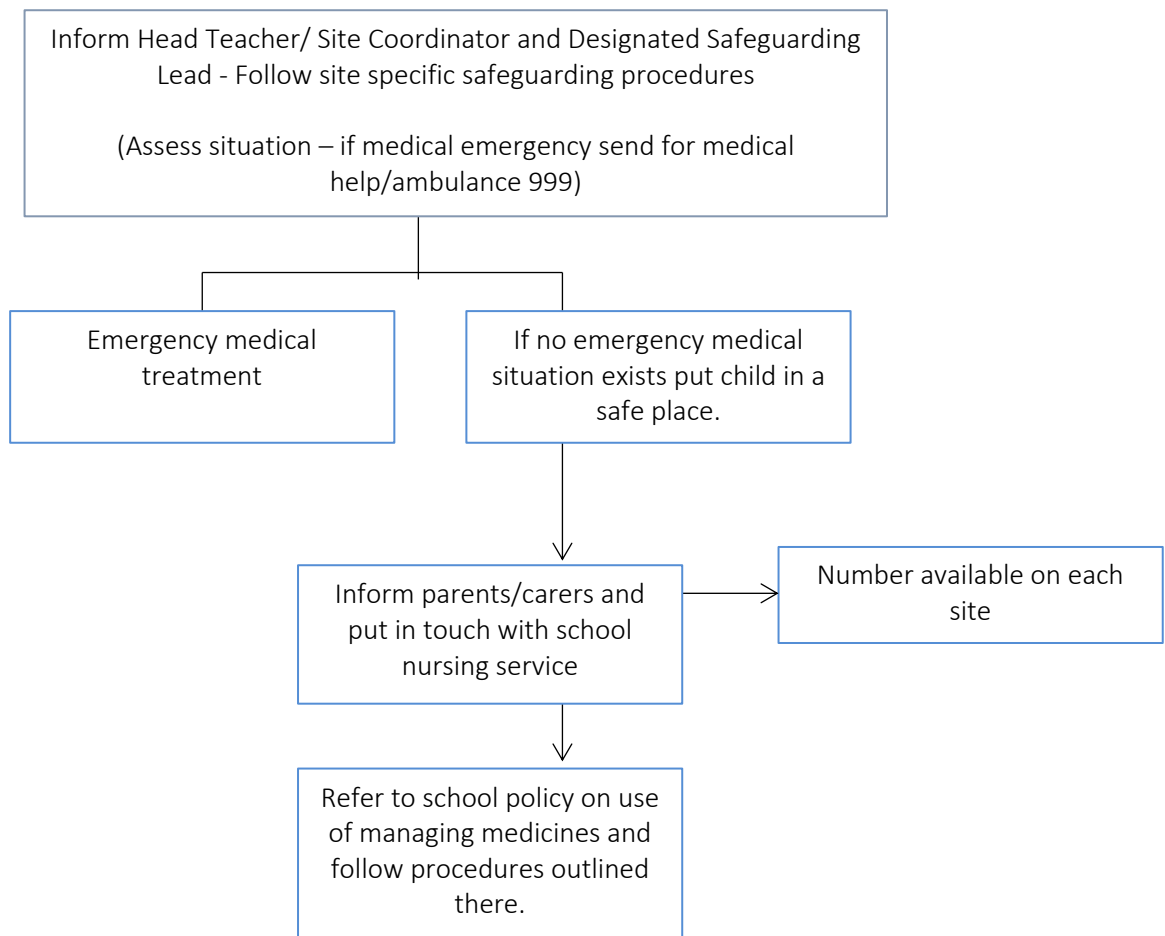 Inform Head Teacher/ Site Coordinator and Designated Safeguarding
Lead - Follow site specific safeguarding procedures
(Assess situation – if medical emergency send for medical
help/ambulance 999)
Emergency medical
treatment
If no emergency medical
situation exists put child in a
safe place.
Inform parents/carers and
put in touch with school
nursing service
Number available on each
site
Refer to school policy on use
of managing medicines and
follow procedures outlined
there.